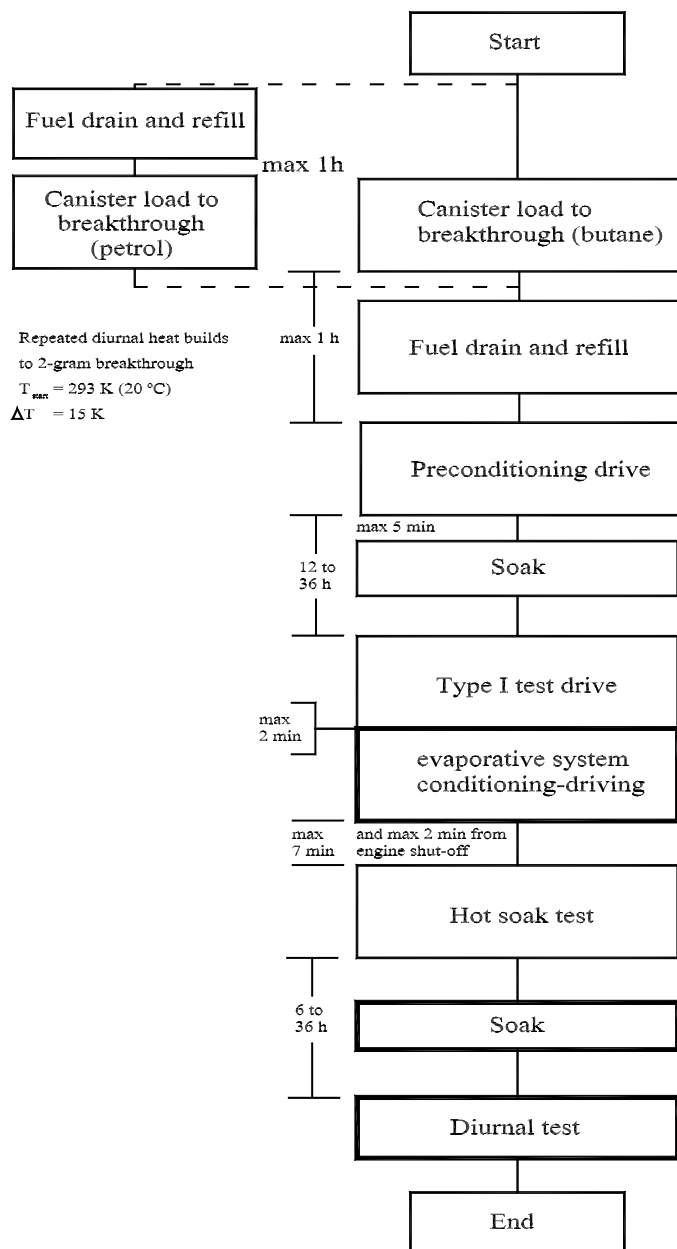 Start
Fuel drain and refill
max 1h
Canister load to
breakthrough
(petrol)
Canister load to
breakthrough (butane)
Repeated diurnal heat builds
to 2-gram breakthrough
T start = 293 K (20 °C)
ΔT = 15 K
max 1 h
Fuel drain and refill
Preconditioning drive
max 5 min
12 to
36 h
Soak
Type I test drive
max
2 min
evaporative system
conditioning-driving
max
7 min
and max 2 min from
engine shut-off
Hot soak test
6 to
36 h
Soak
Diurnal test
End